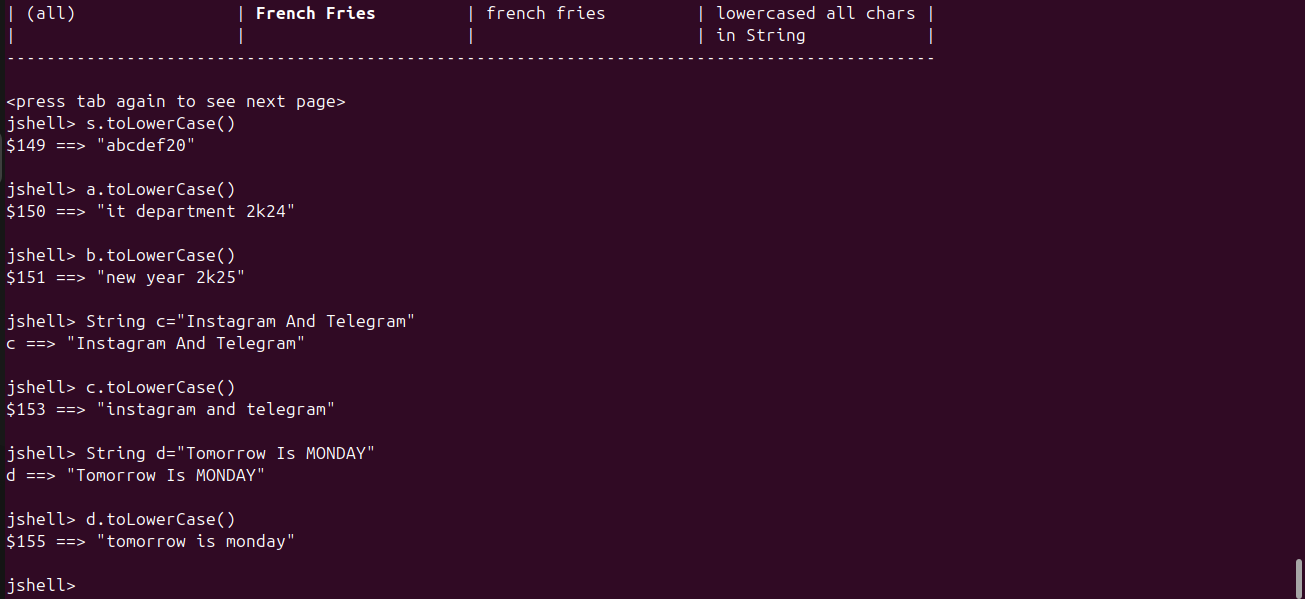 | (all) | French Fries | french fries | lowercased all chars |
| | | | in String |
---------------------------------------------------------------------------------------------
<press tab again to see next page>
jshell> s.toLowerCase()
$149 ==> "abcdef20"
jshell> a.toLowerCase()
$150 ==> "it department 2k24"
jshell> b.toLowerCase()
$151 ==> "new year 2k25"
jshell> String c="Instagram And Telegram"
c ==> "Instagram And Telegram"
jshell> c.toLowerCase()
$153 ==> "instagram and telegram"
jshell> String d="Tomorrow Is MONDAY"
d ==> "Tomorrow Is MONDAY"
jshell> d.toLowerCase()
$155 ==> "tomorrow is monday"
jshell>